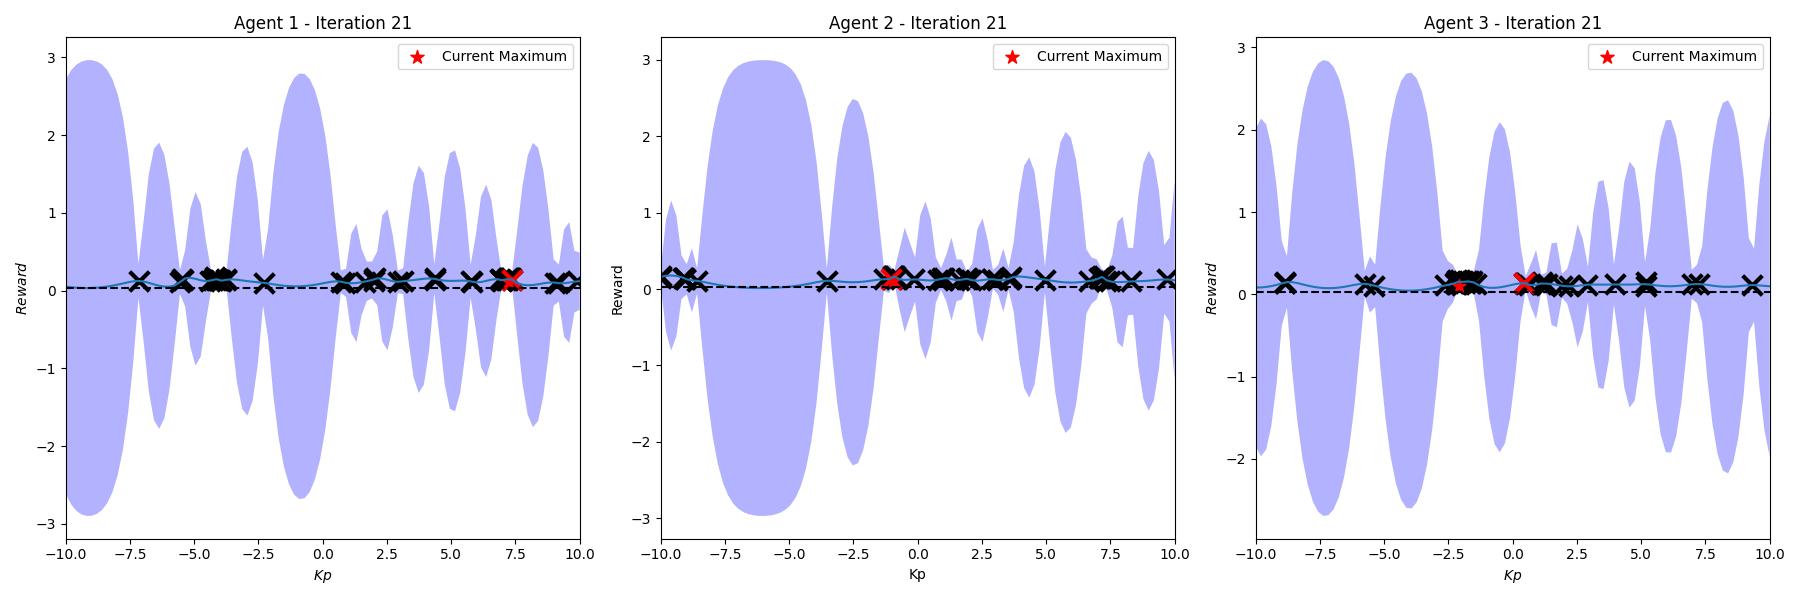 Agent 1 - Iteration 21
Current Maximum
3
2
1
0
−1
−2
−3
Reward
−10.0 −7.5 −5.0 −2.5 0.0 2.5 5.0 7.5 10.0
Kp
Agent 2 - Iteration 21
Current Maximum
3
2
1
0
−1
−2
−3
Reward
−10.0 −7.5 −5.0 −2.5 0.0 2.5 5.0 7.5 10.0
Kp
Agent 3 - Iteration 21
Current Maximum
3
2
1
0
−1
−2
Reward
−10.0 −7.5 −5.0 −2.5 0.0 2.5 5.0 7.5 10.0
Kp